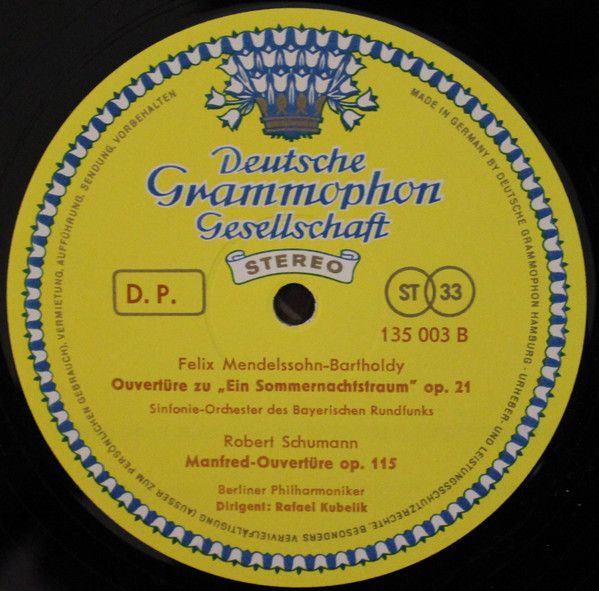 Deutsche
Grammophon
Gesellschaft
STEREO
D. P.
ST 33
135 003 B
Felix Mendelssohn-Bartholdy
Ouvertüre zu „Ein Sommernachtstraum" op. 21
Sinfonie-Orchester des Bayerischen Rundfunks
Robert Schumann
Manfred-Ouvertüre op. 115
Berliner Philharmoniker
Dirigent: Rafael Kubelik
MADE IN GERMANY BY DEUTSCHE GRAMMOPHON HAMBURG · URHEBER- UND LEISTUNGSSCHUTZRECHTE, BESONDERS VERVIELFÄLTIGUNG (AUSSER ZUM PERSÖNLICHEN GEBRAUCH), VERMIETUNG, AUFFÜHRUNG, SENDUNG, VORBEHALTEN